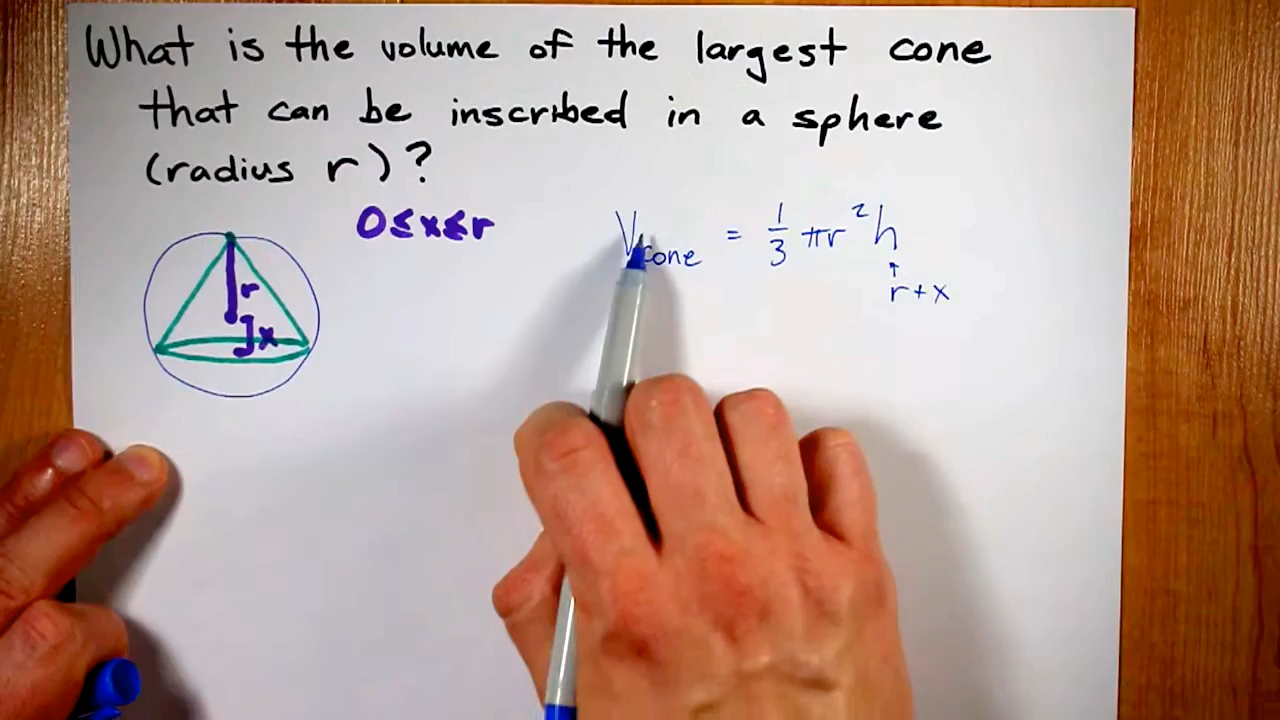 What is the volume of the largest cone
that can be inscribed in a sphere
(radius r)?
0≤x≤r
V cone = 1/3 πr²h
↑
r+x
r
x